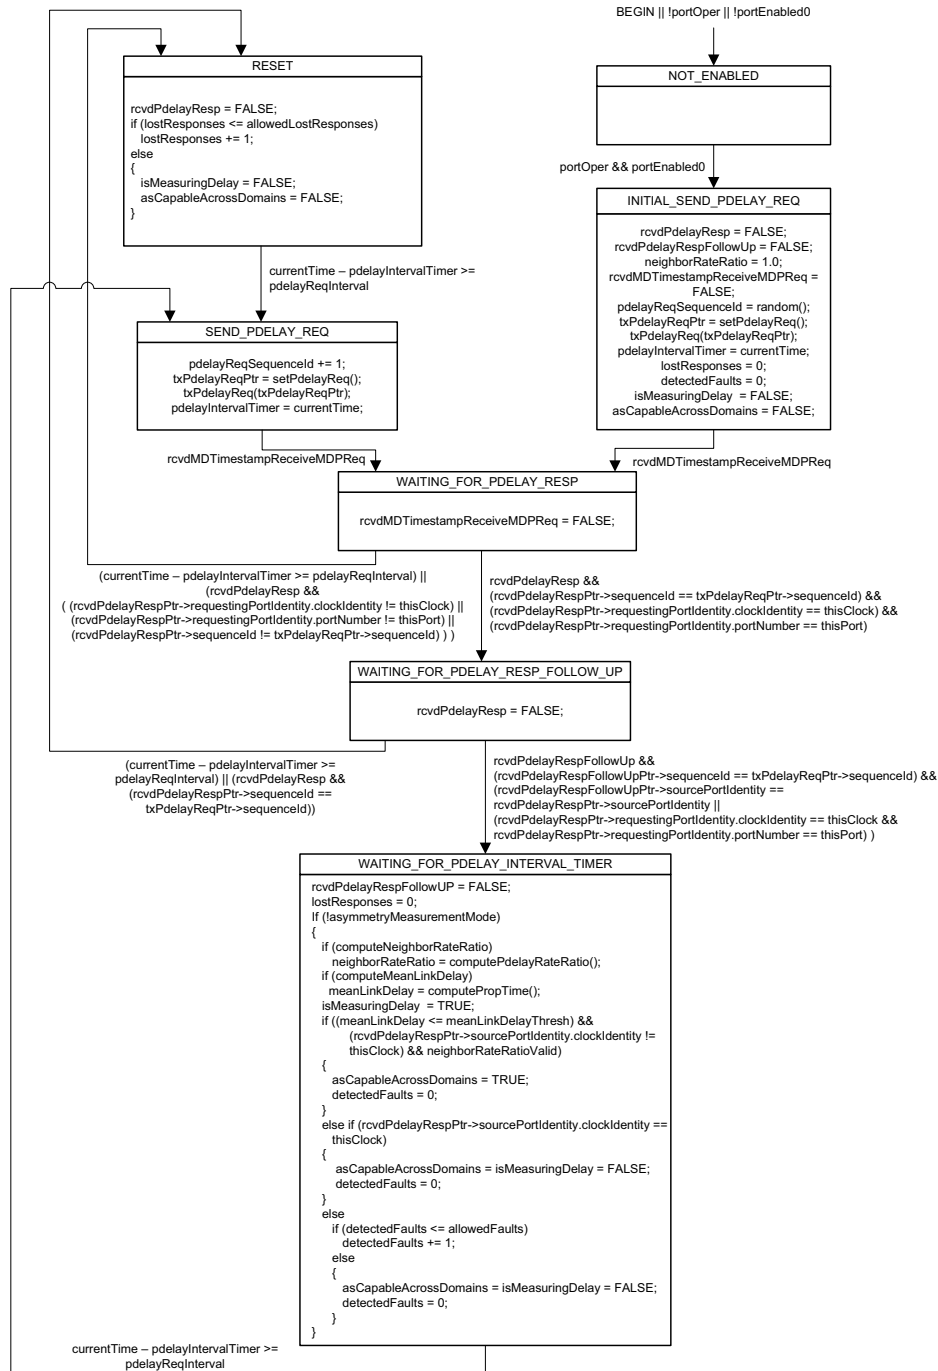 BEGIN || !portOper || !portEnabled0
NOT_ENABLED
portOper && portEnabled0
INITIAL_SEND_PDELAY_REQ
rcvdPdelayResp = FALSE;
rcvdPdelayRespFollowUp = FALSE;
neighborRateRatio = 1.0;
rcvdMDTimestampReceiveMDPReq =
FALSE;
pdelayReqSequenceId = random();
txPdelayReqPtr = setPdelayReq();
txPdelayReq(txPdelayReqPtr);
pdelayIntervalTimer = currentTime;
lostResponses = 0;
detectedFaults = 0;
isMeasuringDelay  = FALSE;
asCapableAcrossDomains = FALSE;
rcvdMDTimestampReceiveMDPReq
RESET
rcvdPdelayResp = FALSE;
if (lostResponses <= allowedLostResponses)
lostResponses += 1;
else
{
isMeasuringDelay = FALSE;
asCapableAcrossDomains = FALSE;
}
currentTime – pdelayIntervalTimer >=
pdelayReqInterval
SEND_PDELAY_REQ
pdelayReqSequenceId += 1;
txPdelayReqPtr = setPdelayReq();
txPdelayReq(txPdelayReqPtr);
pdelayIntervalTimer = currentTime;
rcvdMDTimestampReceiveMDPReq
WAITING_FOR_PDELAY_RESP
rcvdMDTimestampReceiveMDPReq = FALSE;
(currentTime – pdelayIntervalTimer >= pdelayReqInterval) ||
(rcvdPdelayResp &&
( (rcvdPdelayRespPtr->requestingPortIdentity.clockIdentity != thisClock) ||
(rcvdPdelayRespPtr->requestingPortIdentity.portNumber != thisPort) ||
(rcvdPdelayRespPtr->sequenceId != txPdelayReqPtr->sequenceId) ) )
rcvdPdelayResp &&
(rcvdPdelayRespPtr->sequenceId == txPdelayReqPtr->sequenceId) &&
(rcvdPdelayRespPtr->requestingPortIdentity.clockIdentity == thisClock) &&
(rcvdPdelayRespPtr->requestingPortIdentity.portNumber == thisPort)
WAITING_FOR_PDELAY_RESP_FOLLOW_UP
rcvdPdelayResp = FALSE;
(currentTime – pdelayIntervalTimer >=
pdelayReqInterval) || (rcvdPdelayResp &&
(rcvdPdelayRespPtr->sequenceId ==
txPdelayReqPtr->sequenceId))
rcvdPdelayRespFollowUp &&
(rcvdPdelayRespFollowUpPtr->sequenceId == txPdelayReqPtr->sequenceId) &&
(rcvdPdelayRespFollowUpPtr->sourcePortIdentity ==
rcvdPdelayRespPtr->sourcePortIdentity ||
(rcvdPdelayRespPtr->requestingPortIdentity.clockIdentity == thisClock &&
rcvdPdelayRespPtr->requestingPortIdentity.portNumber == thisPort) )
WAITING_FOR_PDELAY_INTERVAL_TIMER
rcvdPdelayRespFollowUP = FALSE;
lostResponses = 0;
If (!asymmetryMeasurementMode)
{
if (computeNeighborRateRatio)
neighborRateRatio = computePdelayRateRatio();
if (computeMeanLinkDelay)
meanLinkDelay = computePropTime();
isMeasuringDelay  = TRUE;
if ((meanLinkDelay <= meanLinkDelayThresh) &&
(rcvdPdelayRespPtr->sourcePortIdentity.clockIdentity !=
thisClock) && neighborRateRatioValid)
{
asCapableAcrossDomains = TRUE;
detectedFaults = 0;
}
else if (rcvdPdelayRespPtr->sourcePortIdentity.clockIdentity ==
thisClock)
{
asCapableAcrossDomains = isMeasuringDelay = FALSE;
detectedFaults = 0;
}
else
if (detectedFaults <= allowedFaults)
detectedFaults += 1;
else
{
asCapableAcrossDomains = isMeasuringDelay = FALSE;
detectedFaults = 0;
}
}
currentTime – pdelayIntervalTimer >=
pdelayReqInterval